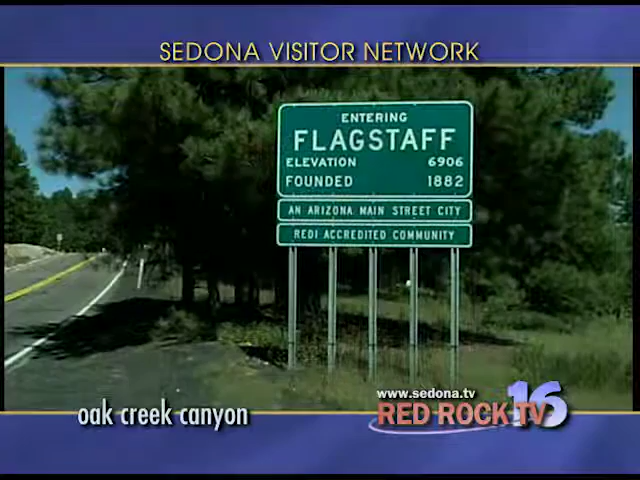 SEDONA VISITOR NETWORK
ENTERING
FLAGSTAFF
ELEVATION 6906
FOUNDED 1882
AN ARIZONA MAIN STREET CITY
REDI ACCREDITED COMMUNITY
www.sedona.tv
oak creek canyon
RED ROCK TV 16